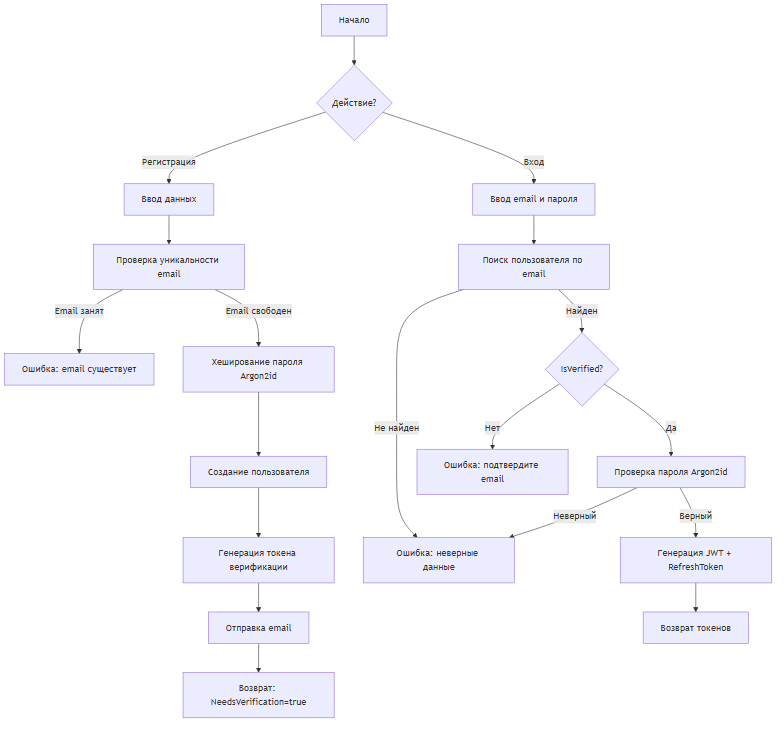 Начало
Действие?
Регистрация
Вход
Ввод данных
Ввод email и пароля
Проверка уникальности
email
Поиск пользователя по
email
Email занят
Email свободен
Найден
Ошибка: email существует
Хеширование пароля
Argon2id
IsVerified?
Не найден
Нет
Да
Создание пользователя
Ошибка: подтвердите
email
Проверка пароля Argon2id
Неверный
Верный
Генерация токена
верификации
Ошибка: неверные
данные
Генерация JWT +
RefreshToken
Отправка email
Возврат токенов
Возврат:
NeedsVerification=true